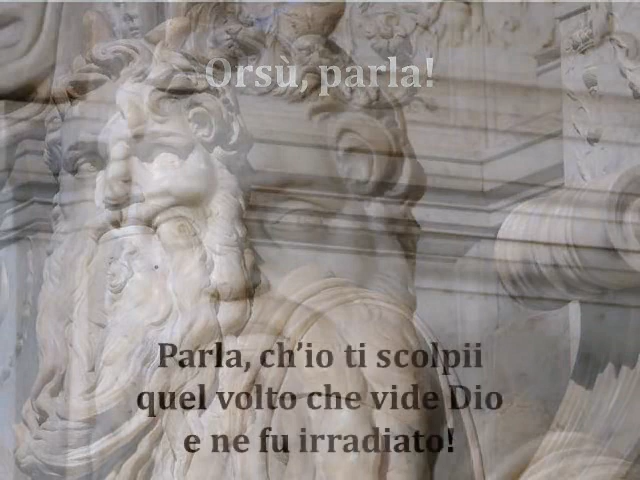 Orsù, parla!
Parla, ch’io ti scolpii
quel volto che vide Dio
e ne fu irradiato!